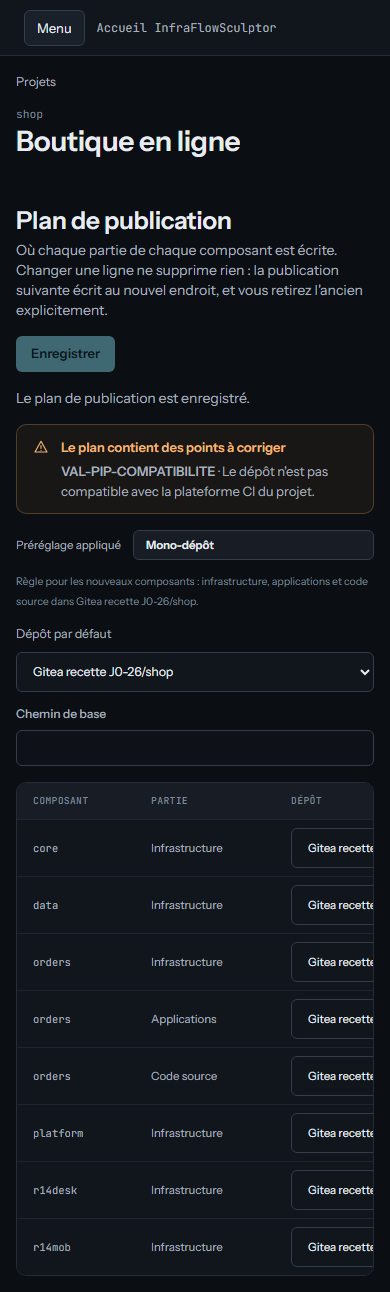 Menu Accueil InfraFlowSculptor
Projets
shop
Boutique en ligne
Plan de publication
Où chaque partie de chaque composant est écrite.
Changer une ligne ne supprime rien : la publication
suivante écrit au nouvel endroit, et vous retirez l'ancien
explicitement.
Enregistrer
Le plan de publication est enregistré.
Le plan contient des points à corriger
VAL-PIP-COMPATIBILITE · Le dépôt n'est pas
compatible avec la plateforme CI du projet.
Préréglage appliqué Mono-dépôt
Règle pour les nouveaux composants : infrastructure, applications et code
source dans Gitea recette J0-26/shop.
Dépôt par défaut
Gitea recette J0-26/shop
Chemin de base
COMPOSANT PARTIE DÉPÔT
core Infrastructure Gitea recette
data Infrastructure Gitea recette
orders Infrastructure Gitea recette
orders Applications Gitea recette
orders Code source Gitea recette
platform Infrastructure Gitea recette
r14desk Infrastructure Gitea recette
r14mob Infrastructure Gitea recette